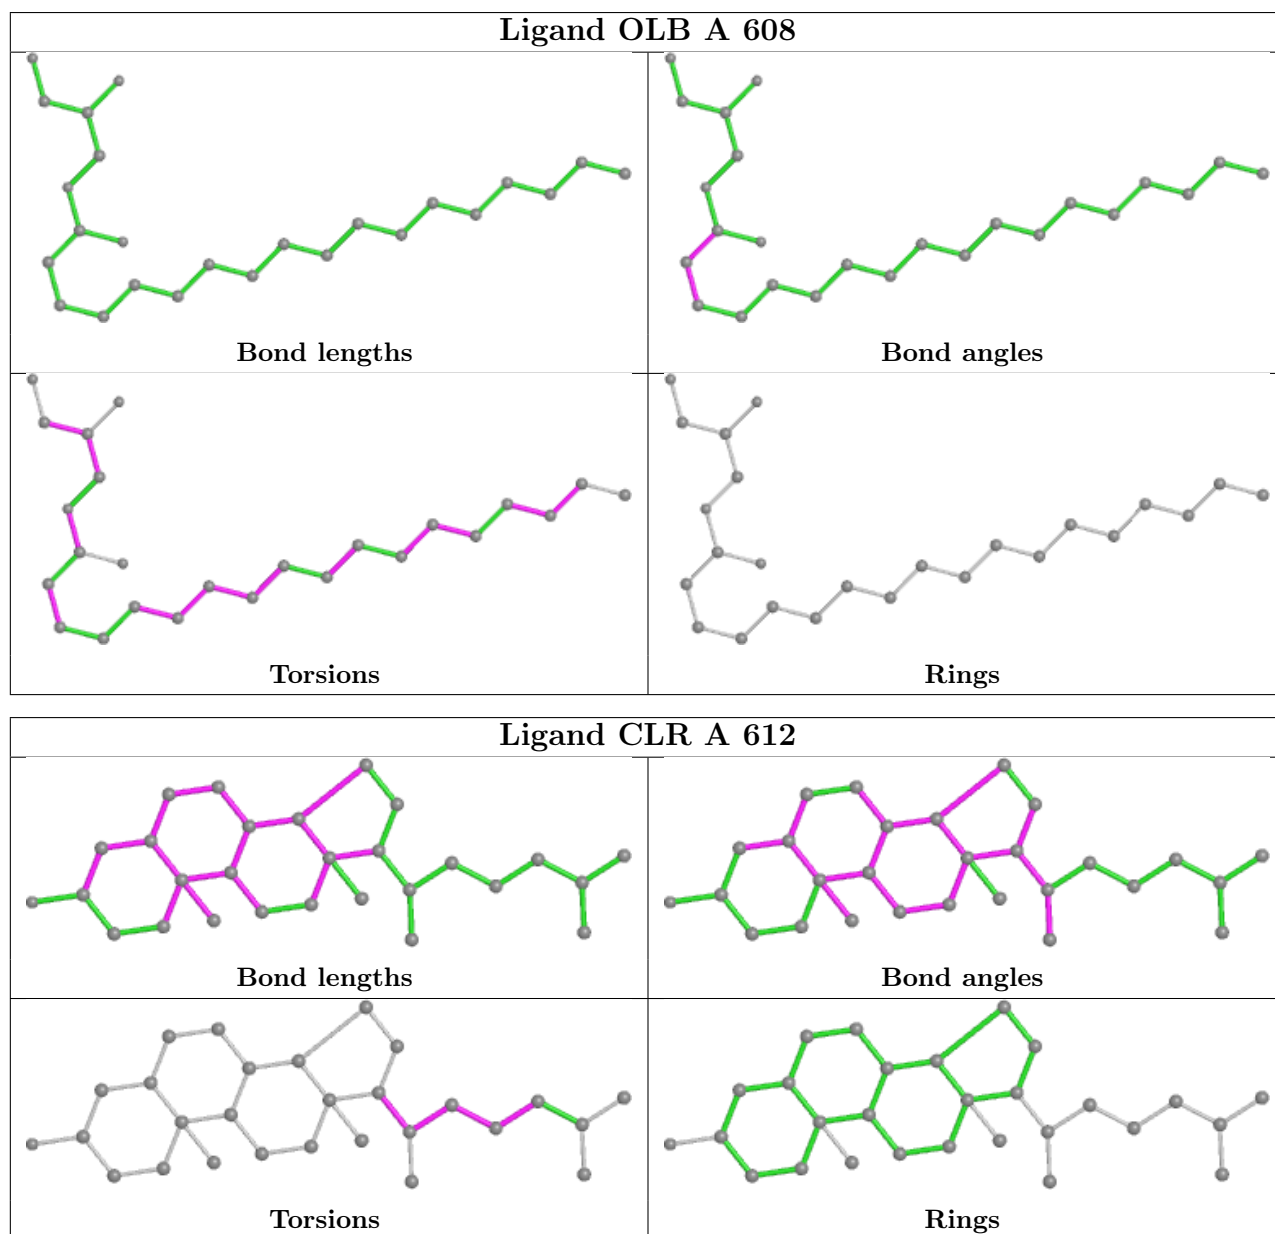 Ligand OLB A 608
Bond lengths
Bond angles
Torsions
Rings
Ligand CLR A 612
Bond lengths
Bond angles
Torsions
Rings